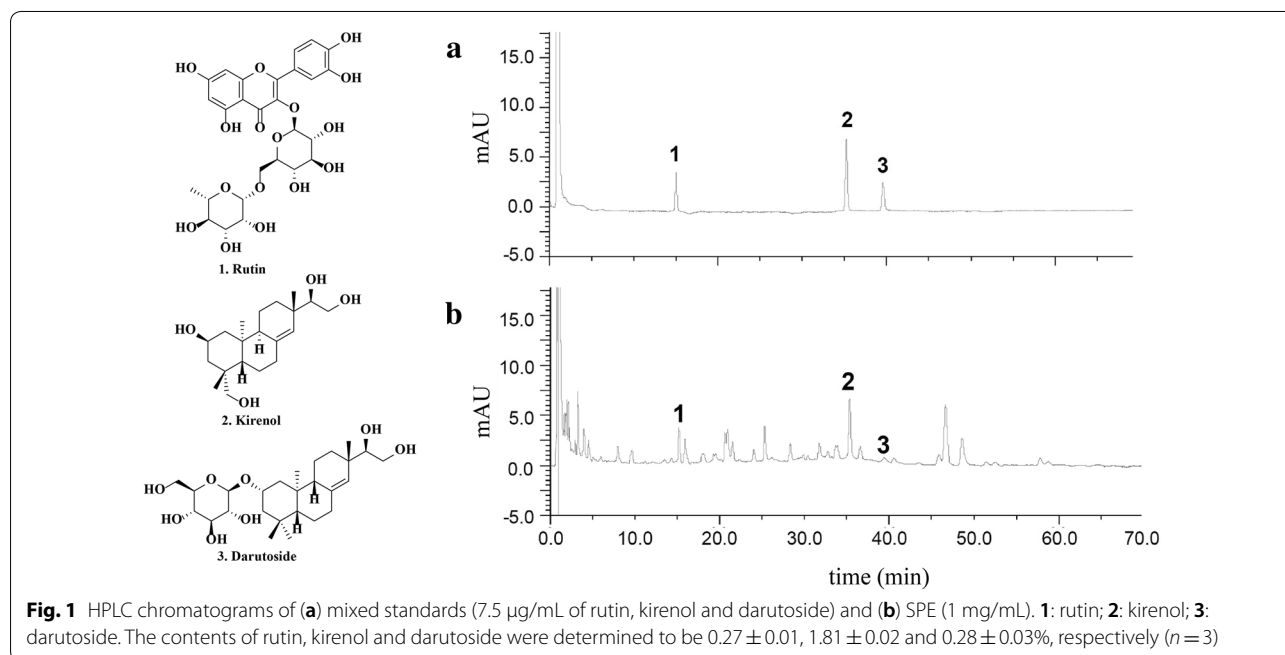 OH
OH
HO
O
O
OH
O
O
OH
O
OH
OH
O
O
HO
OH
HO
OH
1. Rutin
OH
OH
HO
H
H
OH
2. Kirenol
OH
OH
HO
O
O
HO
OH
OH
H
H
3. Darutoside
a
mAU
15.0
10.0
5.0
0.0
-5.0
1
2
3
b
mAU
15.0
10.0
5.0
0.0
-5.0
1
2
3
0.0 10.0 20.0 30.0 40.0 50.0 60.0 70.0
time (min)
Fig. 1 HPLC chromatograms of (a) mixed standards (7.5 µg/mL of rutin, kirenol and darutoside) and (b) SPE (1 mg/mL). 1: rutin; 2: kirenol; 3:
darutoside. The contents of rutin, kirenol and darutoside were determined to be 0.27 ± 0.01, 1.81 ± 0.02 and 0.28 ± 0.03%, respectively (n = 3)